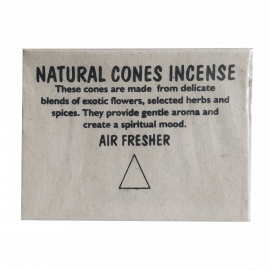 NATURAL CONES INCENSE
These cones are made from delicate
blends of exotic flowers, selected herbs and
spices. They provide gentle aroma and
create a spiritual mood.
AIR FRESHER